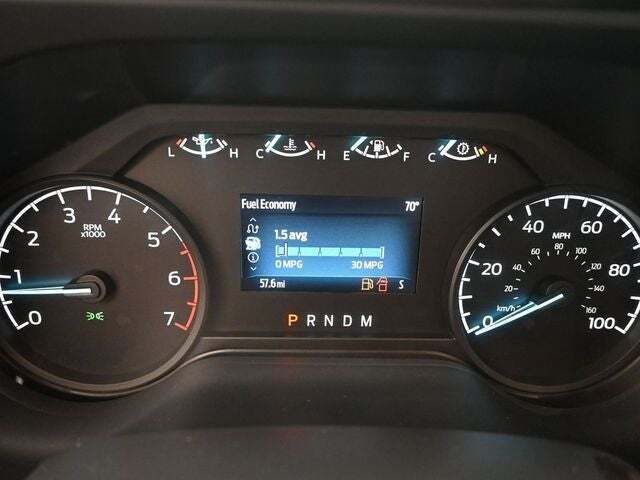 L H C H E F C H
Fuel Economy 70°
1.5 avg
0 MPG 30 MPG
57.6 mi S
P R N D M
0 1 2 3 4 5 6 7
RPM
x1000
0 20 40 60 80 100
MPH
20 40 60 80 100 120 140 160
km/h